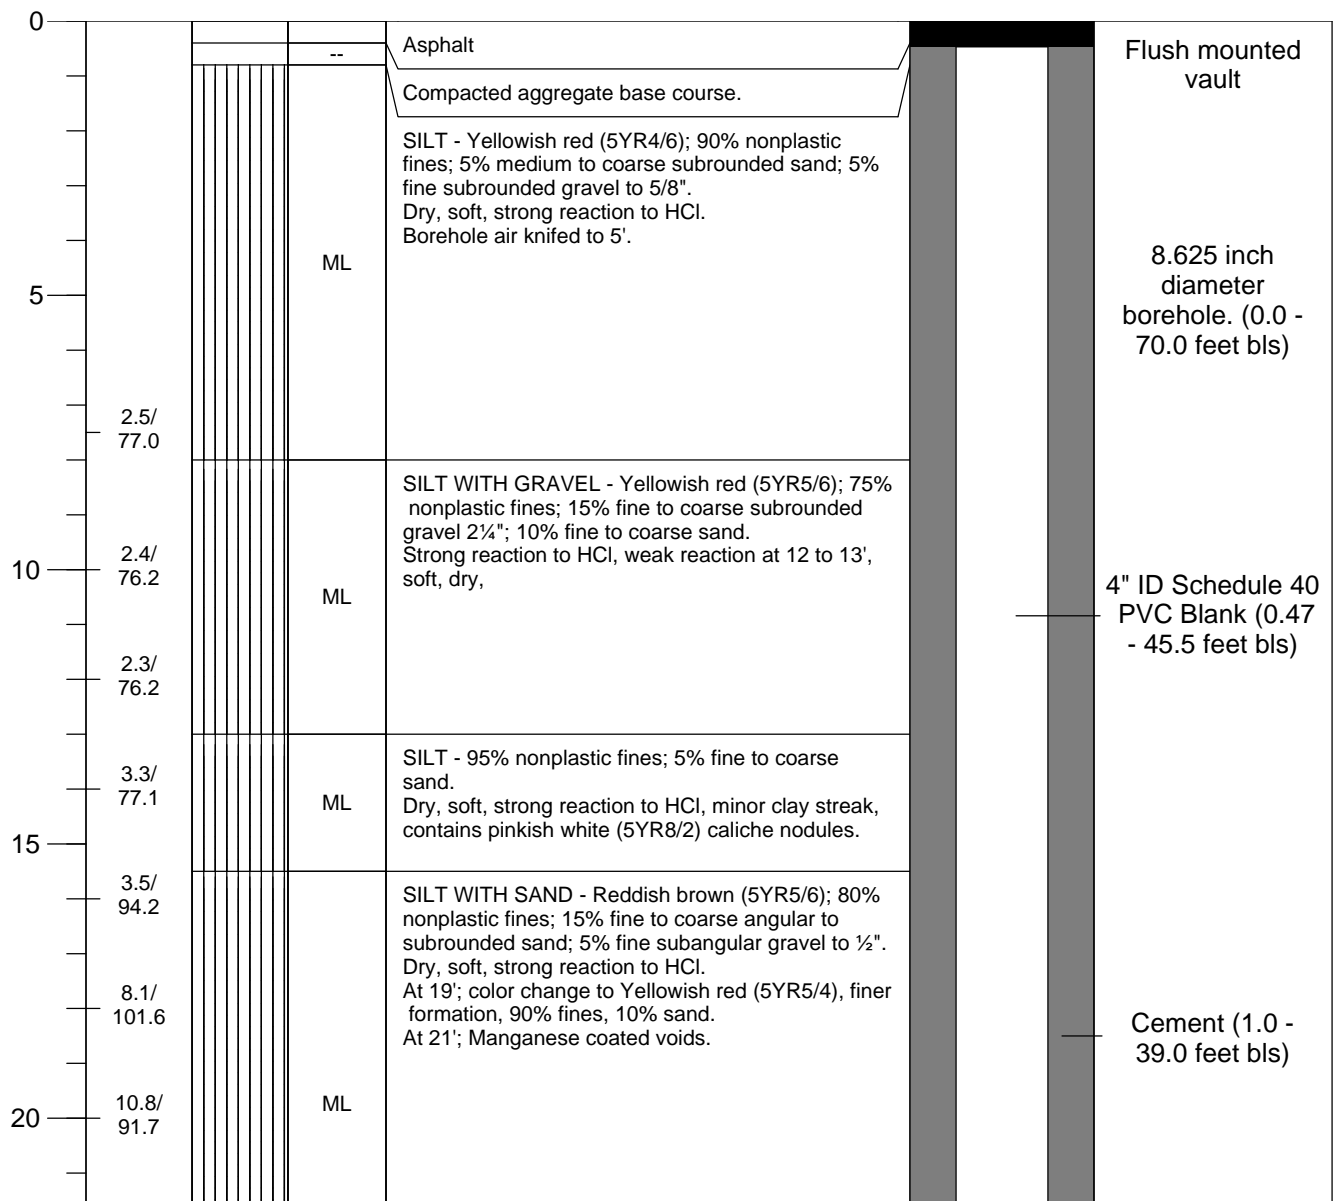 0
Asphalt
--
Compacted aggregate base course.
SILT - Yellowish red (5YR4/6); 90% nonplastic
fines; 5% medium to coarse subrounded sand; 5%
fine subrounded gravel to 5/8".
Dry, soft, strong reaction to HCl.
Borehole air knifed to 5'.
ML
5
2.5/
77.0
SILT WITH GRAVEL - Yellowish red (5YR5/6); 75%
nonplastic fines; 15% fine to coarse subrounded
gravel 2¼"; 10% fine to coarse sand.
Strong reaction to HCl, weak reaction at 12 to 13',
soft, dry,
ML
2.4/
76.2
10
2.3/
76.2
SILT - 95% nonplastic fines; 5% fine to coarse
sand.
Dry, soft, strong reaction to HCl, minor clay streak,
contains pinkish white (5YR8/2) caliche nodules.
ML
3.3/
77.1
15
3.5/
94.2
SILT WITH SAND - Reddish brown (5YR5/6); 80%
nonplastic fines; 15% fine to coarse angular to
subrounded sand; 5% fine subangular gravel to ½".
Dry, soft, strong reaction to HCl.
At 19'; color change to Yellowish red (5YR5/4), finer
formation, 90% fines, 10% sand.
At 21'; Manganese coated voids.
8.1/
101.6
10.8/
91.7
ML
20
Flush mounted
vault
8.625 inch
diameter
borehole. (0.0 -
70.0 feet bls)
4" ID Schedule 40
PVC Blank (0.47
- 45.5 feet bls)
Cement (1.0 -
39.0 feet bls)